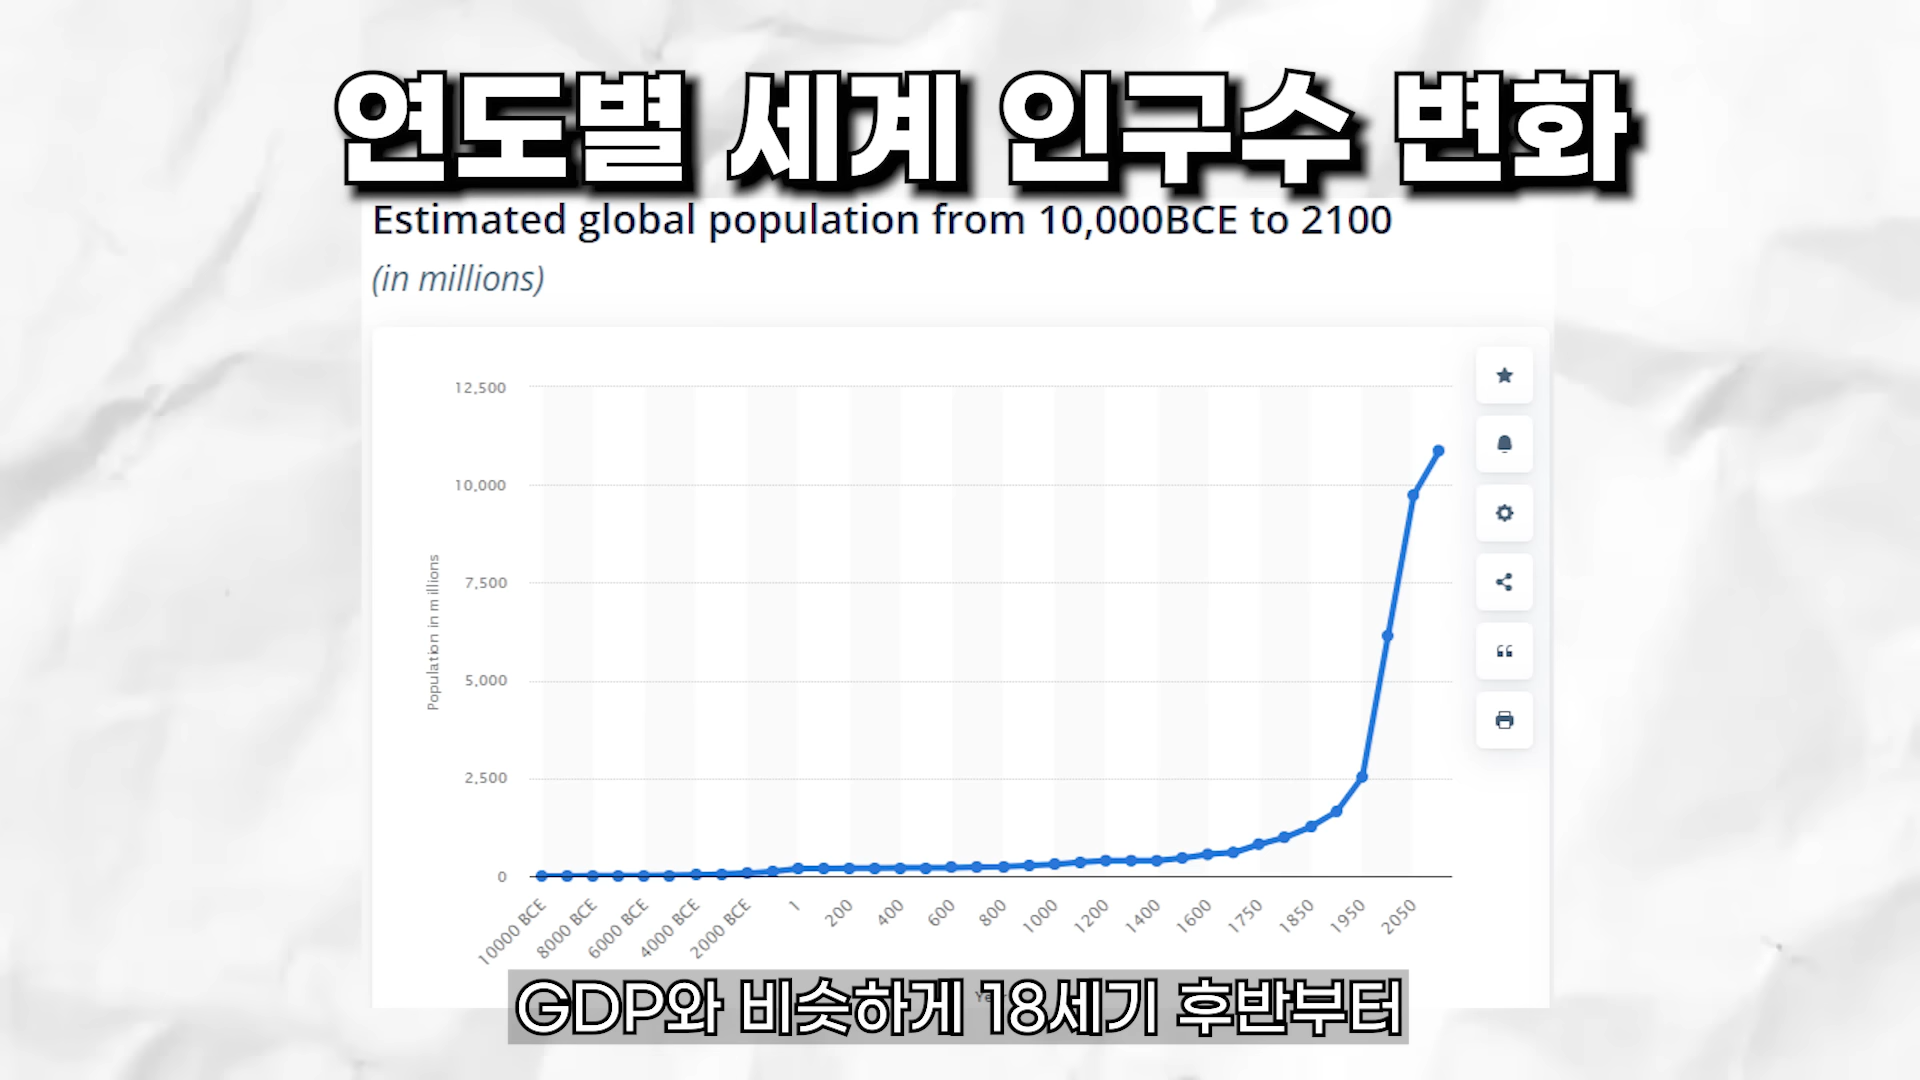 연도별 세계 인구수 변화
Estimated global population from 10,000BCE to 2100
(in millions)
Population in millions
12,500
10,000
7,500
5,000
2,500
0
10000 BCE
8000 BCE
6000 BCE
4000 BCE
2000 BCE
1
200
400
600
800
1000
1200
1400
1600
1750
1850
1950
2050
GDP와 비슷하게 18세기 후반부터